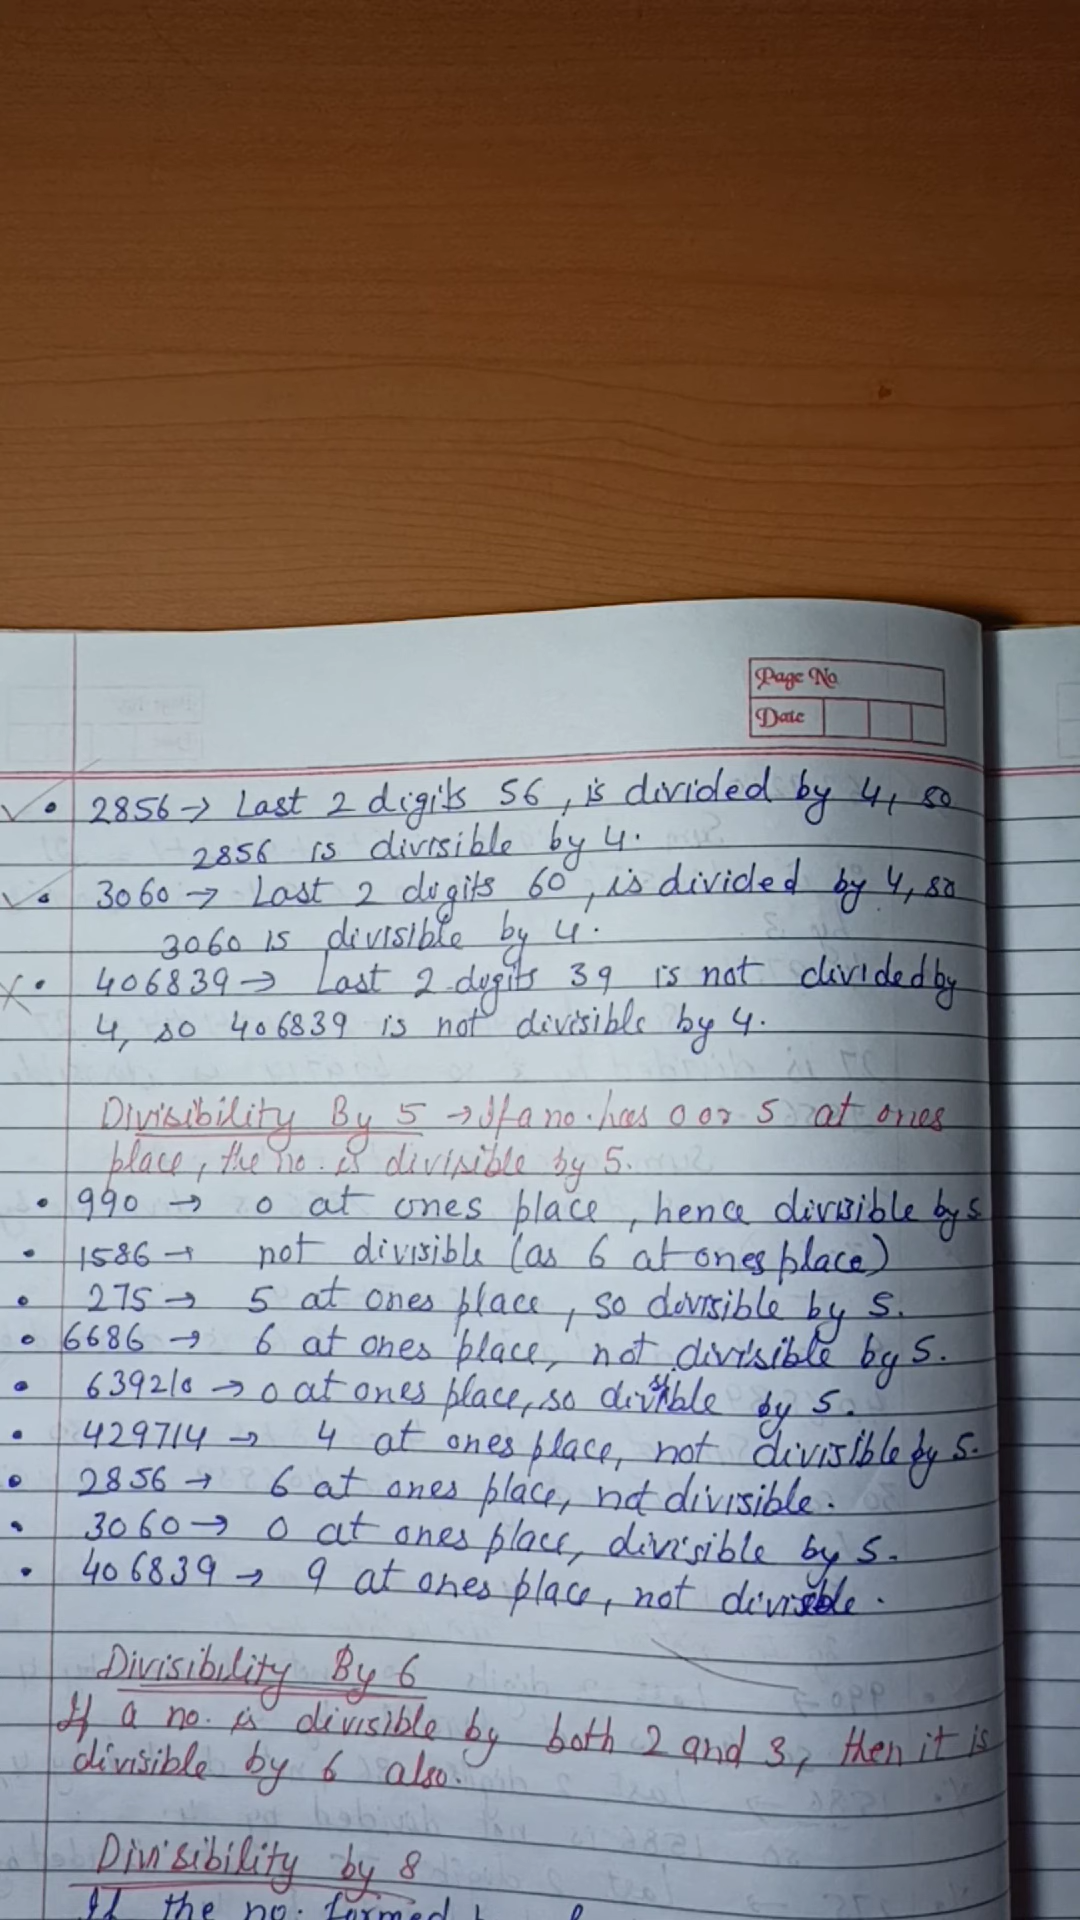 Page No
Date
2856 → Last 2 digits 56, is divided by 4, so
2856 is divisible by 4.
3060 → Last 2 digits 60, is divided by 4, so
3060 is divisible by 4.
406839 → Last 2 digits 39 is not divided by
4, so 406839 is not divisible by 4.
Divisibility By 5 → If a no. has 0 or 5 at ones
place, the no. is divisible by 5.
990 → 0 at ones place, hence divisible by 5
1586 → not divisible (as 6 at ones place)
275 → 5 at ones place, so divisible by 5.
6686 → 6 at ones place, not divisible by 5.
639210 → 0 at ones place, so divisible by 5.
429714 → 4 at ones place, not divisible by 5.
2856 → 6 at ones place, not divisible.
3060 → 0 at ones place, divisible by 5.
406839 → 9 at ones place, not divisible.
Divisibility By 6
If a no. is divisible by both 2 and 3, then it is
divisible by 6 also.
Divisibility by 8
If the no. formed